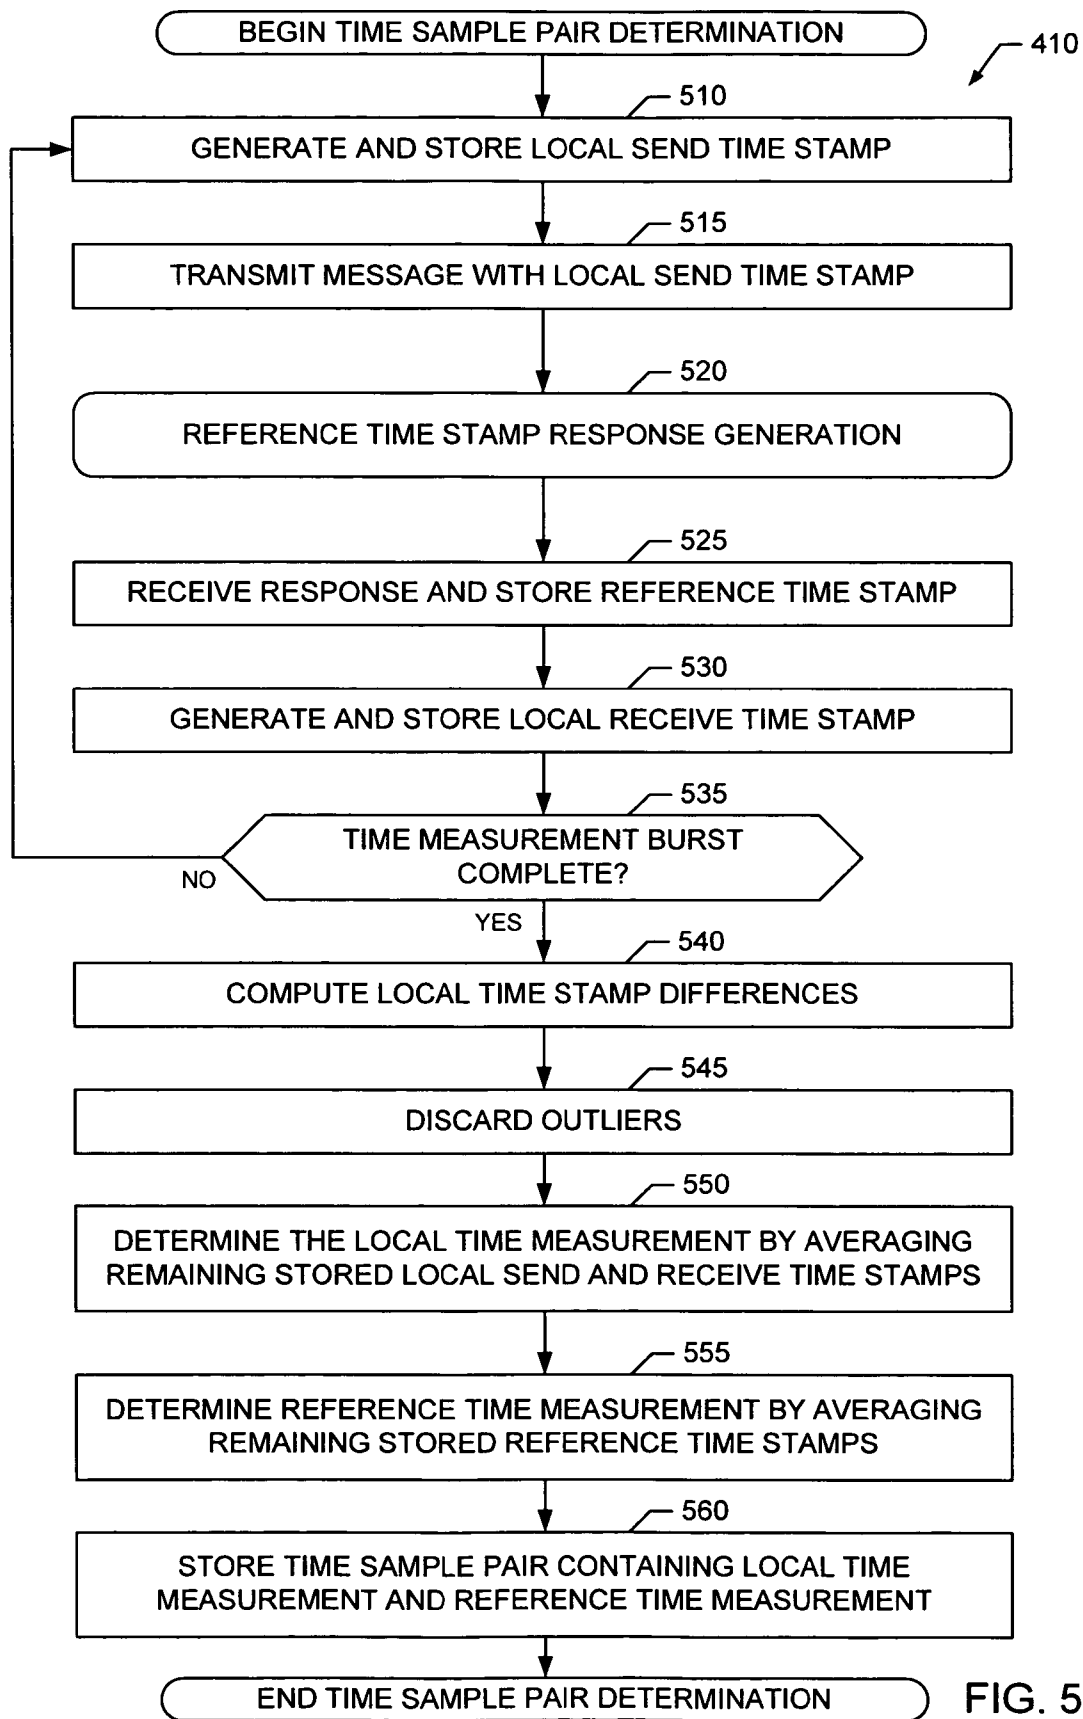 BEGIN TIME SAMPLE PAIR DETERMINATION
410
510
GENERATE AND STORE LOCAL SEND TIME STAMP
515
TRANSMIT MESSAGE WITH LOCAL SEND TIME STAMP
520
REFERENCE TIME STAMP RESPONSE GENERATION
525
RECEIVE RESPONSE AND STORE REFERENCE TIME STAMP
530
GENERATE AND STORE LOCAL RECEIVE TIME STAMP
535
TIME MEASUREMENT BURST
COMPLETE?
NO
YES
540
COMPUTE LOCAL TIME STAMP DIFFERENCES
545
DISCARD OUTLIERS
550
DETERMINE THE LOCAL TIME MEASUREMENT BY AVERAGING
REMAINING STORED LOCAL SEND AND RECEIVE TIME STAMPS
555
DETERMINE REFERENCE TIME MEASUREMENT BY AVERAGING
REMAINING STORED REFERENCE TIME STAMPS
560
STORE TIME SAMPLE PAIR CONTAINING LOCAL TIME
MEASUREMENT AND REFERENCE TIME MEASUREMENT
END TIME SAMPLE PAIR DETERMINATION
FIG. 5